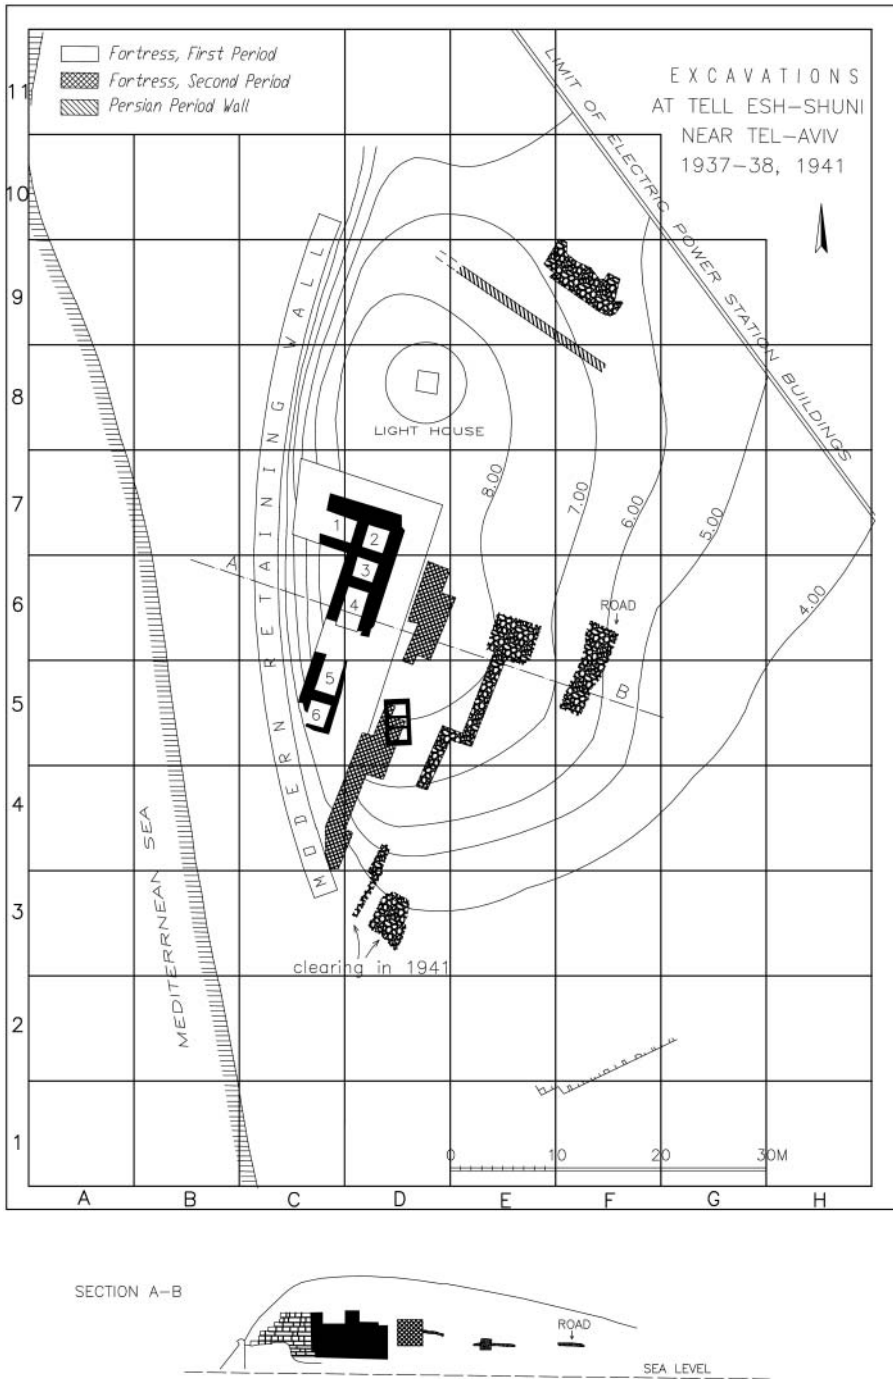 Fortress, First Period
Fortress, Second Period
Persian Period Wall
EXCAVATIONS
AT TELL ESH-SHUNI
NEAR TEL-AVIV
1937-38, 1941
LIMIT OF ELECTRIC POWER STATION BUILDINGS
11
10
9
8
7
6
5
4
3
2
1
MODERN RETAINING WALL
LIGHT HOUSE
8.00
7.00
6.00
5.00
4.00
1
2
3
4
5
6
A
B
ROAD
MEDITERRNEAN SEA
clearing in 1941
0 10 20 30M
A B C D E F G H
SECTION A-B
ROAD
SEA LEVEL